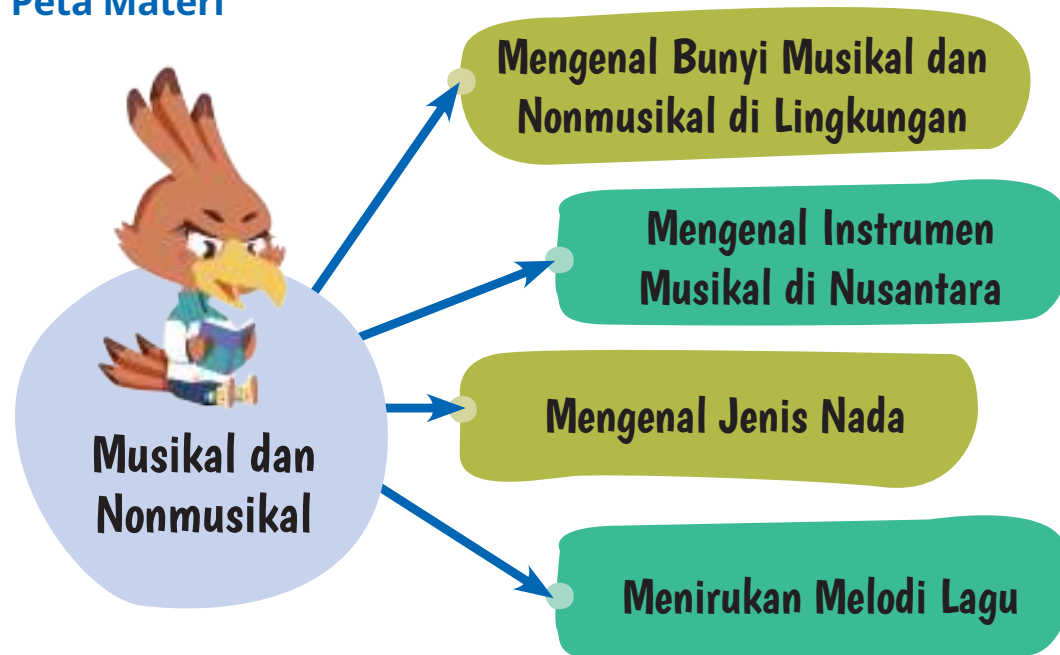 Peta Materi
Mengenal Bunyi Musikal dan
Nonmusikal di Lingkungan
Mengenal Instrumen
Musikal di Nusantara
Mengenal Jenis Nada
Menirukan Melodi Lagu
Musikal dan
Nonmusikal